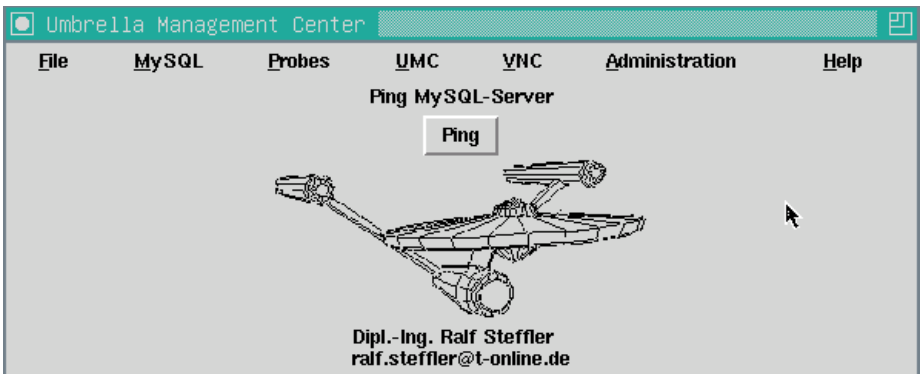 Umbrella Management Center
File MySQL Probes UMC VNC Administration Help
Ping MySQL-Server
Ping
Dipl.-Ing. Ralf Steffler
ralf.steffler@t-online.de